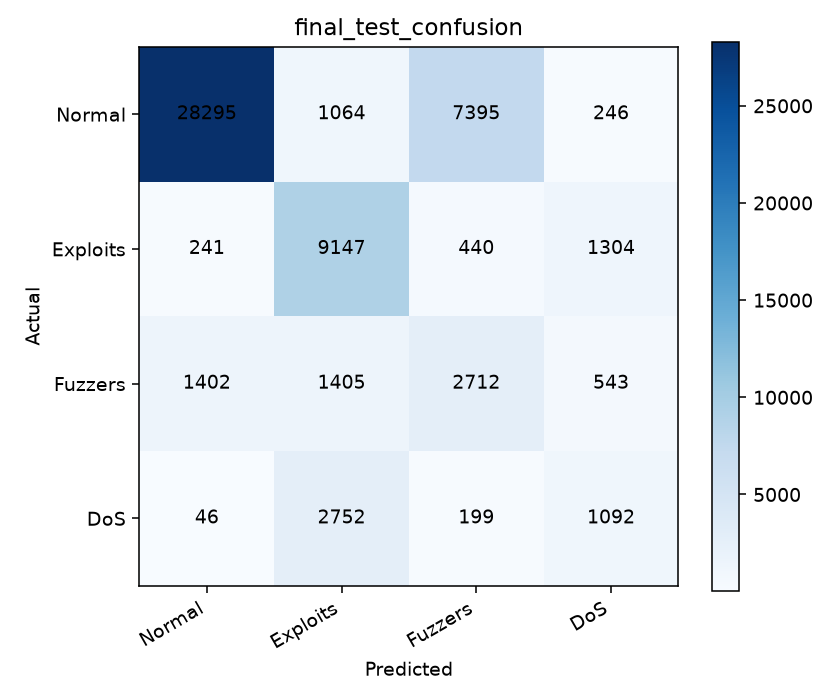 final_test_confusion
Normal 28295 1064 7395 246
Exploits 241 9147 440 1304
Fuzzers 1402 1405 2712 543
DoS 46 2752 199 1092
Actual
Normal Exploits Fuzzers DoS
Predicted
25000
20000
15000
10000
5000